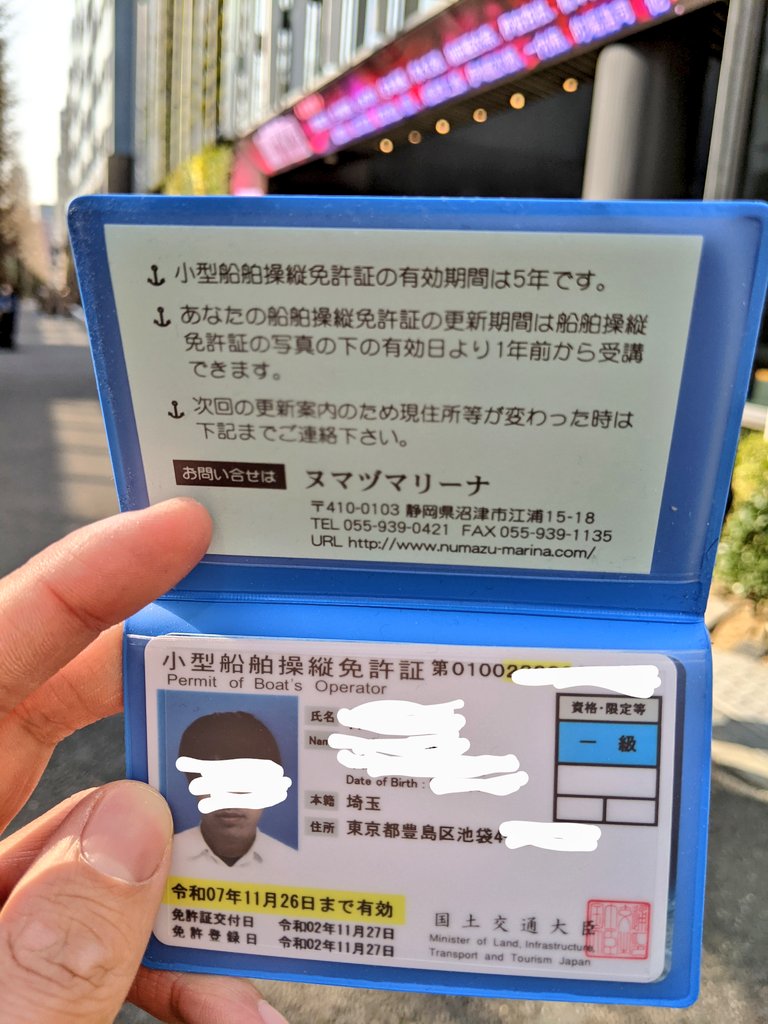 小型船舶操縦免許証の有効期間は5年です。
あなたの船舶操縦免許証の更新期間は船舶操縦
免許証の写真の下の有効日より1年前から受講
できます。
次回の更新案内のため現住所等が変わった時は
下記までご連絡下さい。
お問い合せは ヌマヅマリーナ
〒410-0103 静岡県沼津市江浦15-18
TEL 055-939-0421 FAX 055-939-1135
URL http://www.numazu-marina.com/
小型船舶操縦免許証 第0100
Permit of Boat's Operator
資格・限定等
一級
氏名
Nam
Date of Birth :
本籍 埼玉
住所 東京都豊島区池袋4
令和07年11月26日まで有効
免許証交付日 令和02年11月27日
免許登録日 令和02年11月27日
国土交通大臣
Minister of Land, Infrastructure,
Transport and Tourism Japan